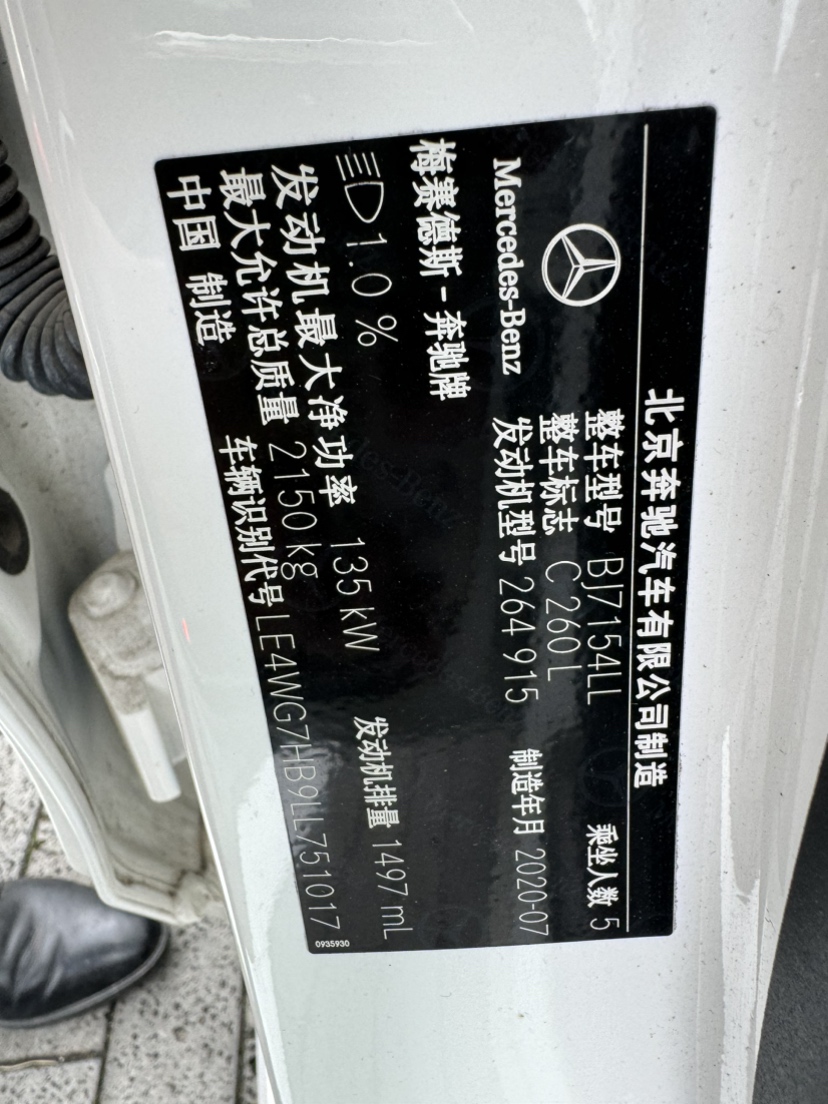 北京奔驰汽车有限公司制造
Mercedes-Benz
整车型号 BJ7154LL 乘坐人数 5
整车标志 C 260 L
发动机型号 264 915 制造年月 2020-07
梅赛德斯-奔驰牌
1.0 %
发动机最大净功率 135 kW 发动机排量 1497 mL
最大允许总质量 2150 kg
中国 制造 车辆识别代号 LE4WG7HB9LL751017
0935930